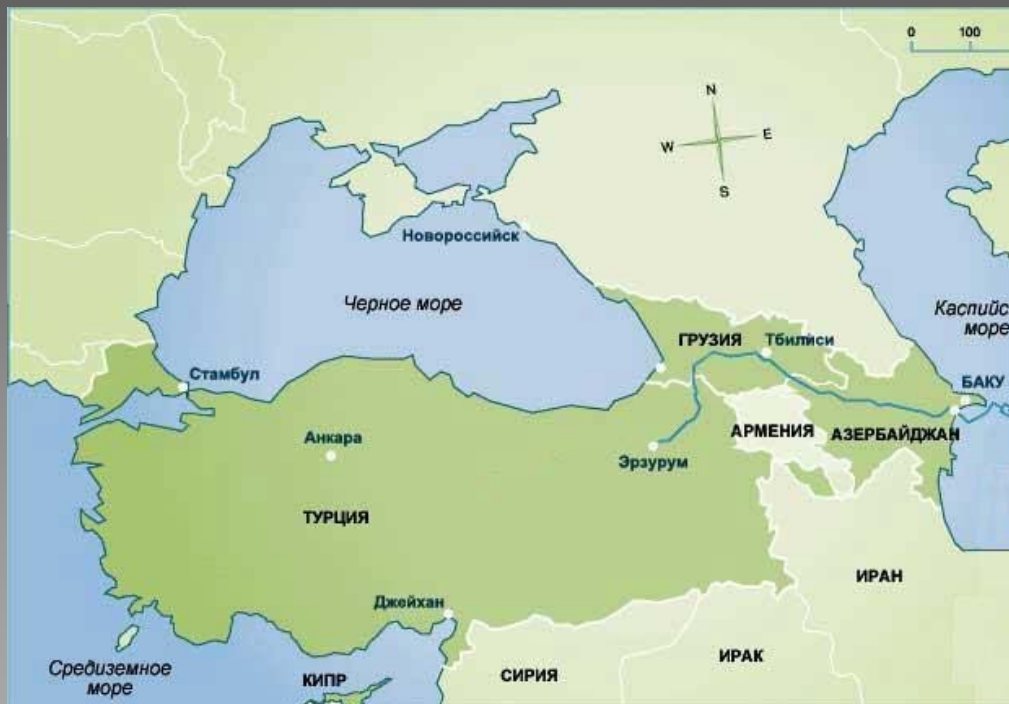 0 100
N
W E
S
Новороссийск
Черное море
Каспийс
море
ГРУЗИЯ
Тбилиси
Стамбул
БАКУ
Анкара
АРМЕНИЯ
АЗЕРБАЙДЖАН
Эрзурум
ТУРЦИЯ
ИРАН
Джейхан
Средиземное
море
КИПР
СИРИЯ
ИРАК